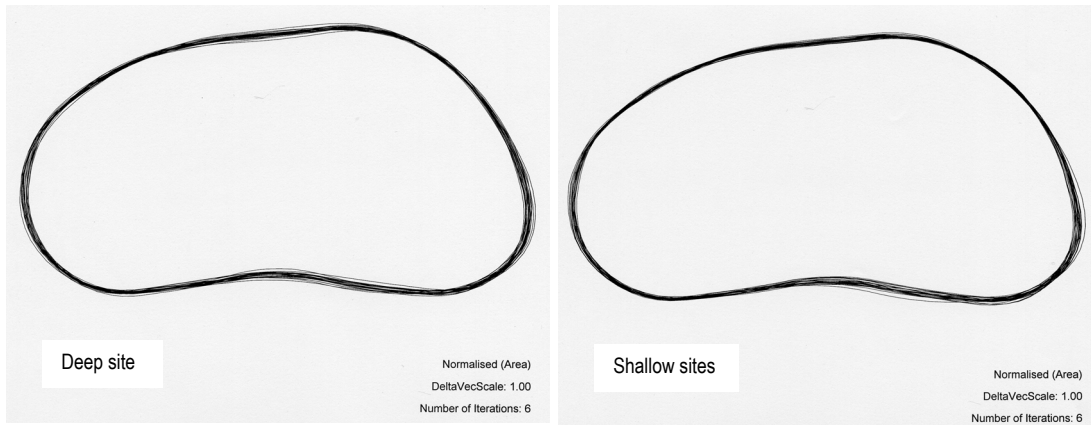 Deep site
Normalised (Area)
DeltaVecScale: 1.00
Number of Iterations: 6
Shallow sites
Normalised (Area)
DeltaVecScale: 1.00
Number of Iterations: 6